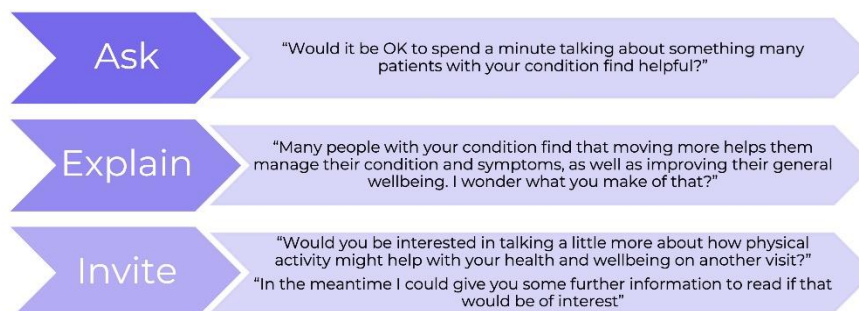 Ask
“Would it be OK to spend a minute talking about something many
patients with your condition find helpful?”
Explain
“Many people with your condition find that moving more helps them
manage their condition and symptoms, as well as improving their general
wellbeing. I wonder what you make of that?”
Invite
“Would you be interested in talking a little more about how physical
activity might help with your health and wellbeing on another visit?”
“In the meantime I could give you some further information to read if that
would be of interest”